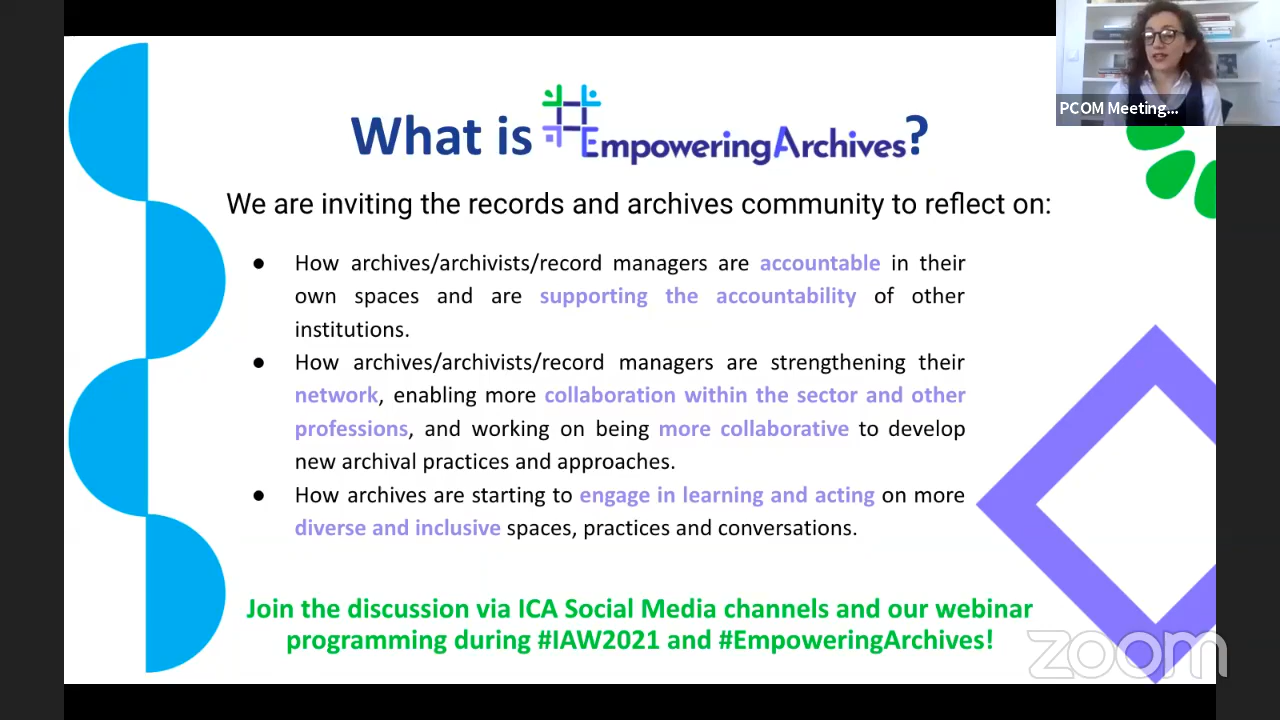 PCOM Meeting...
What is #EmpoweringArchives?
We are inviting the records and archives community to reflect on:
● How archives/archivists/record managers are accountable in their
own spaces and are supporting the accountability of other
institutions.
● How archives/archivists/record managers are strengthening their
network, enabling more collaboration within the sector and other
professions, and working on being more collaborative to develop
new archival practices and approaches.
● How archives are starting to engage in learning and acting on more
diverse and inclusive spaces, practices and conversations.
Join the discussion via ICA Social Media channels and our webinar
programming during #IAW2021 and #EmpoweringArchives!
zoom